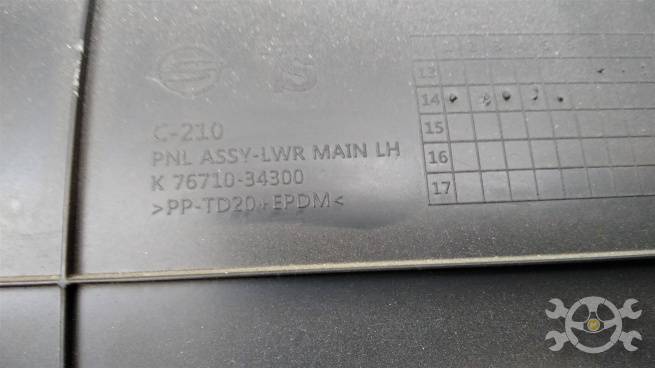 C-210
PNL ASSY-LWR MAIN LH
K 76710-34300
>PP-TD20+EPDM<
13
14
15
16
17